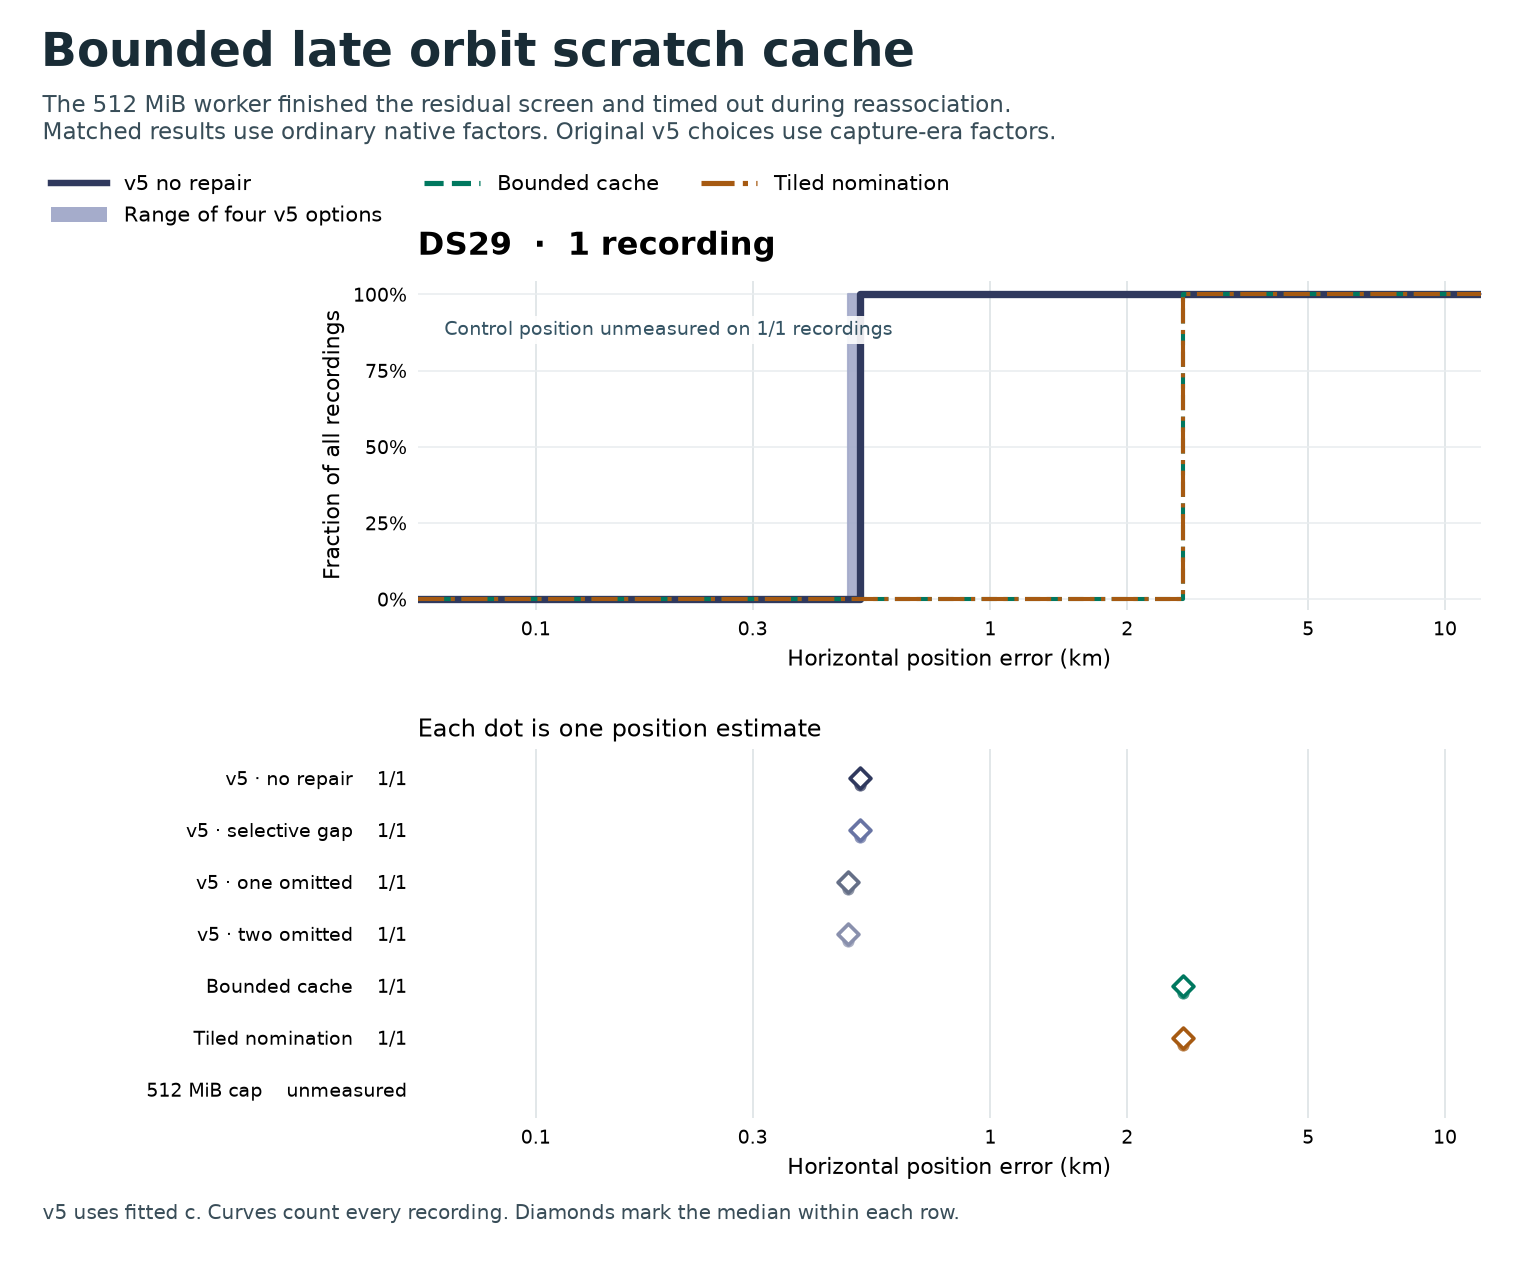 Bounded late orbit scratch cache
The 512 MiB worker finished the residual screen and timed out during reassociation.
Matched results use ordinary native factors. Original v5 choices use capture-era factors.
v5 no repair
Bounded cache
Tiled nomination
Range of four v5 options
DS29 · 1 recording
100%
Control position unmeasured on 1/1 recordings
75%
50%
25%
0%
Fraction of all recordings
0.1 0.3 1 2 5 10
Horizontal position error (km)
Each dot is one position estimate
v5 · no repair 1/1
v5 · selective gap 1/1
v5 · one omitted 1/1
v5 · two omitted 1/1
Bounded cache 1/1
Tiled nomination 1/1
512 MiB cap unmeasured
0.1 0.3 1 2 5 10
Horizontal position error (km)
v5 uses fitted c. Curves count every recording. Diamonds mark the median within each row.